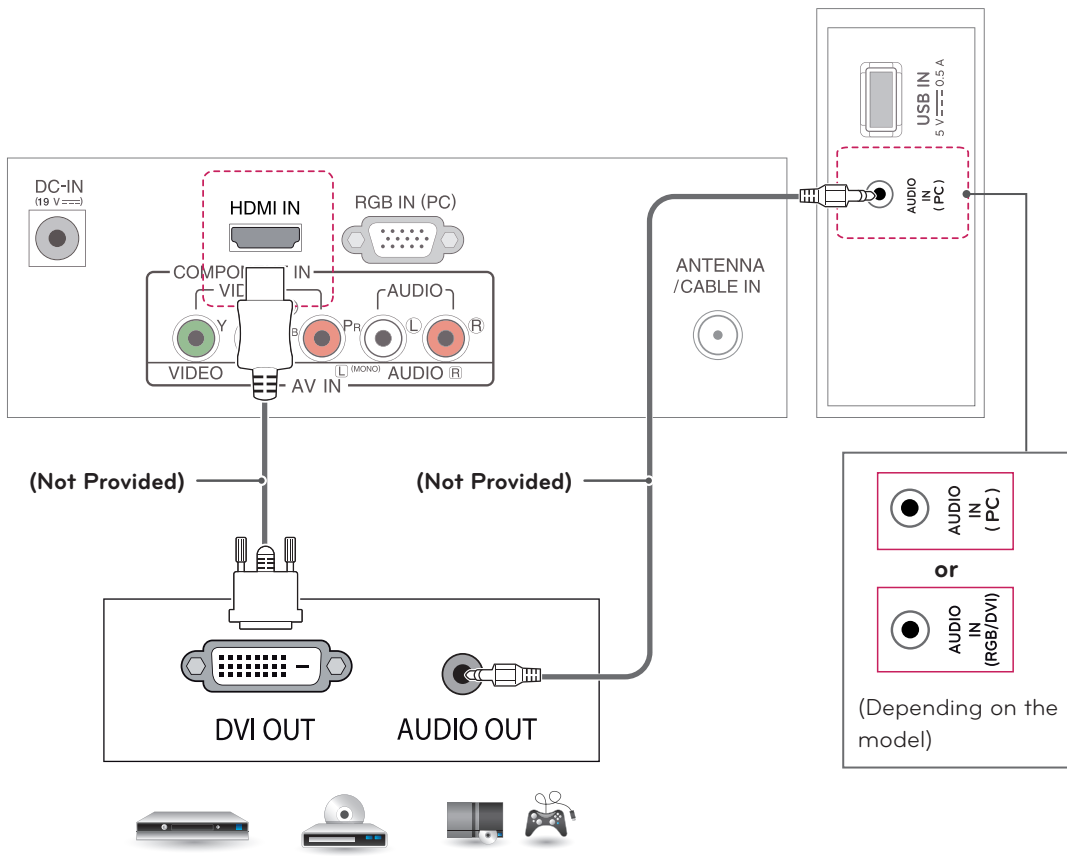 USB IN
5 V 0.5 A
AUDIO
IN
(PC)
DC-IN
(19 V )
HDMI IN
RGB IN (PC)
ANTENNA
/CABLE IN
IN
AUDIO
Y
B
PR
L
R
VIDEO
L (MONO)
AUDIO R
AV IN
(Not Provided)
(Not Provided)
AUDIO
IN
(PC)
or
AUDIO
IN
(RGB/DVI)
(Depending on the
model)
DVI OUT
AUDIO OUT